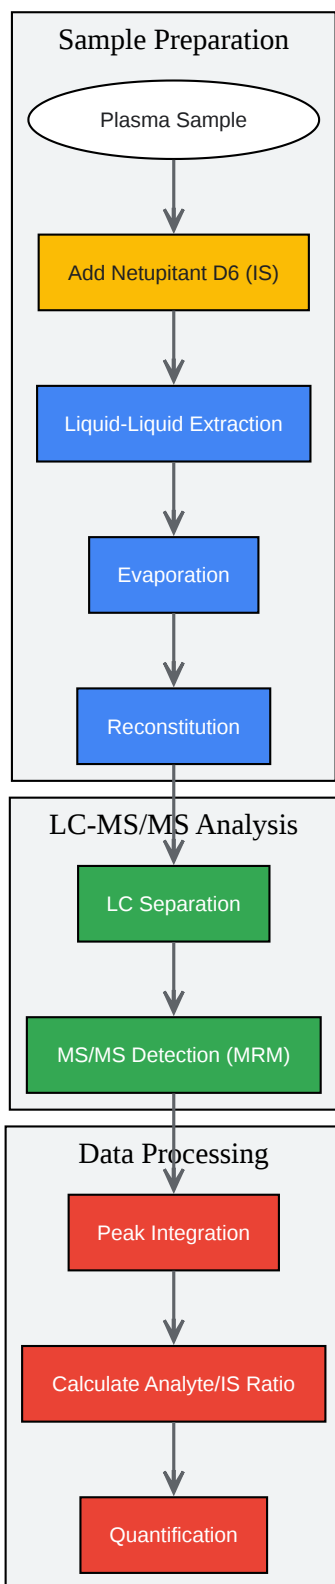 Sample Preparation
Plasma Sample
Add Netupitant D6 (IS)
Liquid-Liquid Extraction
Evaporation
Reconstitution
LC-MS/MS Analysis
LC Separation
MS/MS Detection (MRM)
Data Processing
Peak Integration
Calculate Analyte/IS Ratio
Quantification